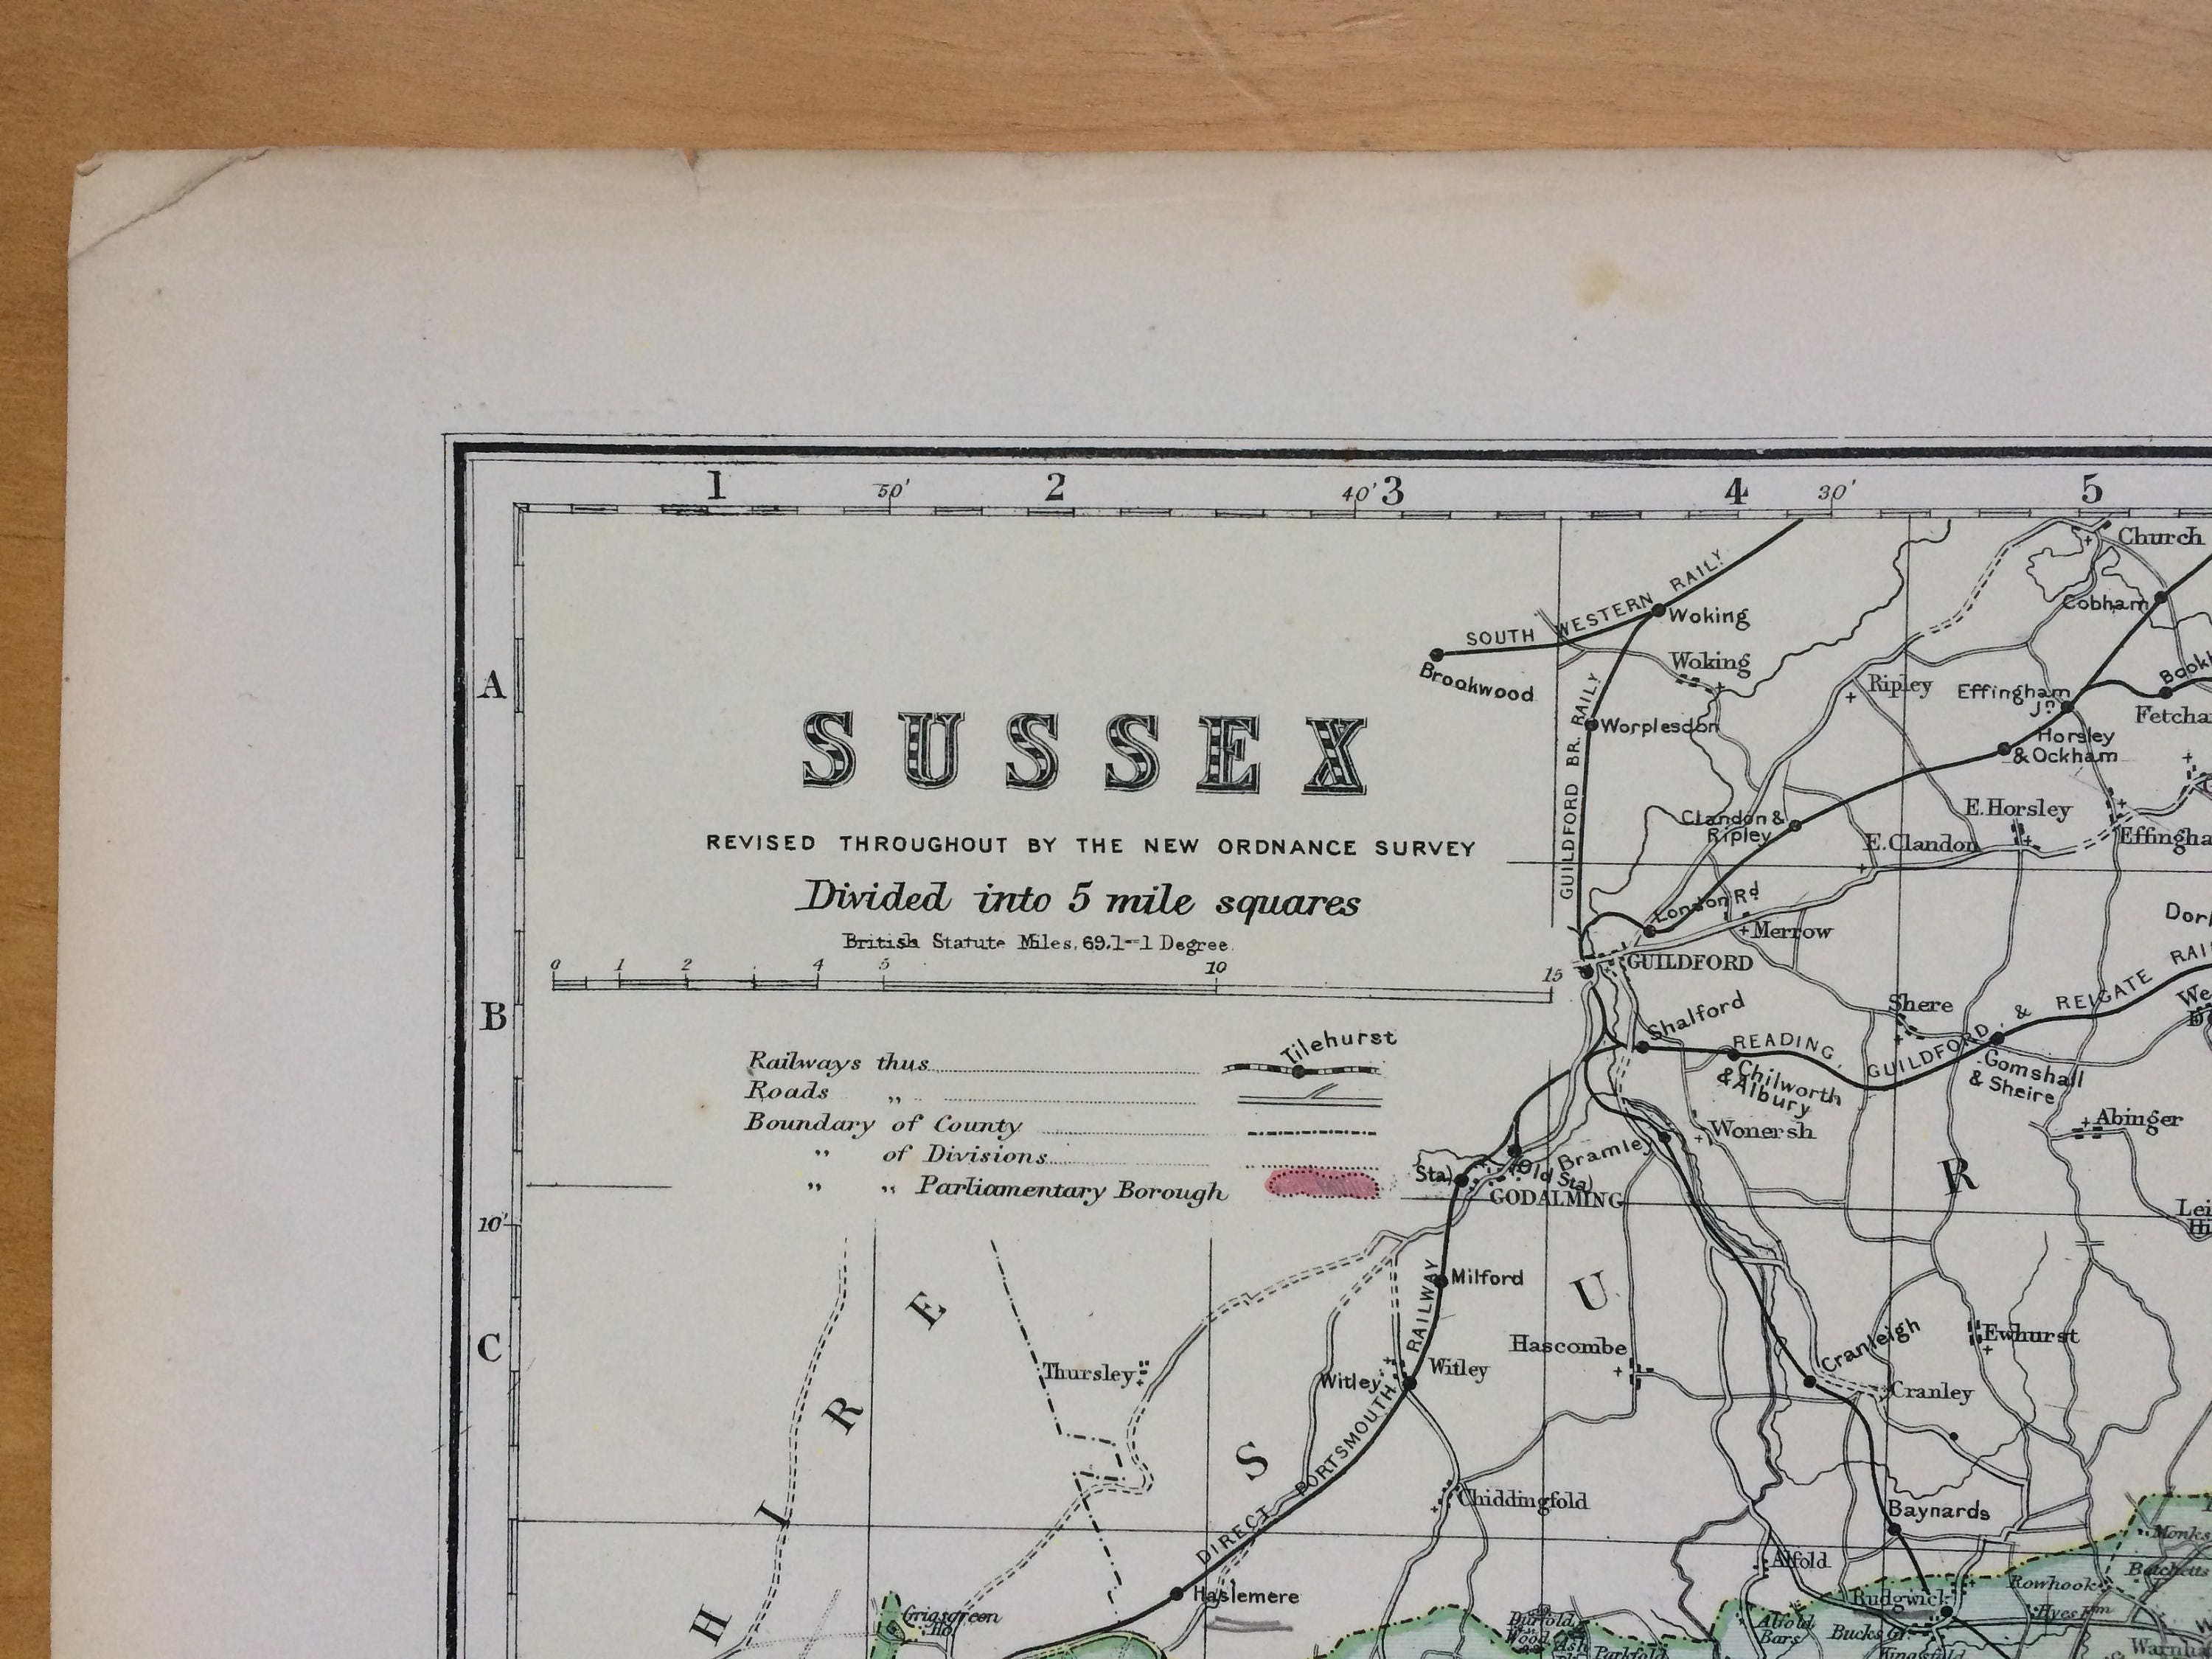 1 50' 2 40' 3 4 30' 5
A
B
10'
C
SUSSEX
REVISED THROUGHOUT BY THE NEW ORDNANCE SURVEY
Divided into 5 mile squares
British Statute Miles, 69.1=1 Degree
0 1 2 4 5 10 15
Railways thus
Tilehurst
Roads „
Boundary of County
„ of Divisions
„ „ Parliamentary Borough
Church
Cobham
SOUTH WESTERN RAILY
Woking
Brookwood
Woking
Ripley
Effingham
Jn
GUILDFORD BR. RAILY
Worplesdon
Horsley
& Ockham
E. Horsley
Clandon &
Ripley
E. Clandon
London Rd
Merrow
GUILDFORD
Shalford
Shere
READING, GUILDFORD, & REIGATE
Chilworth
& Albury
Gomshall
& Sheire
Wonersh
Abinger
Bramley
Sta)
Old Sta)
GODALMING
R
U
S
E
R
I
H
Milford
DIRECT PORTSMOUTH RAILWAY
Thursley
Hascombe
Witley
Witley
Cranleigh
Cranley
Ewhurst
Chiddingfold
Baynards
Alfold
Haslemere
Rudgwick
Rowhook
Alfold
Bars
Bucks Gn